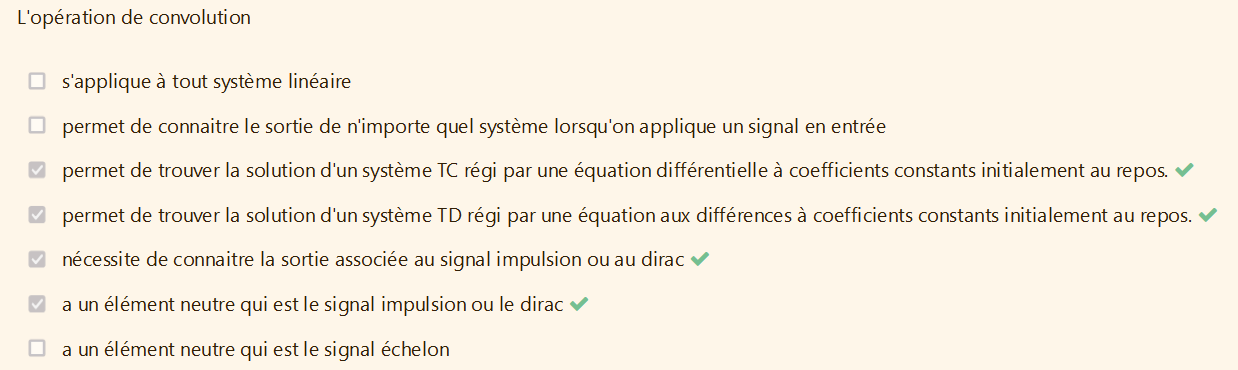 L'opération de convolution
s'applique à tout système linéaire
permet de connaitre le sortie de n'importe quel système lorsqu'on applique un signal en entrée
permet de trouver la solution d'un système TC régi par une équation différentielle à coefficients constants initialement au repos.
permet de trouver la solution d'un système TD régi par une équation aux différences à coefficients constants initialement au repos.
nécessite de connaitre la sortie associée au signal impulsion ou au dirac
a un élément neutre qui est le signal impulsion ou le dirac
a un élément neutre qui est le signal échelon